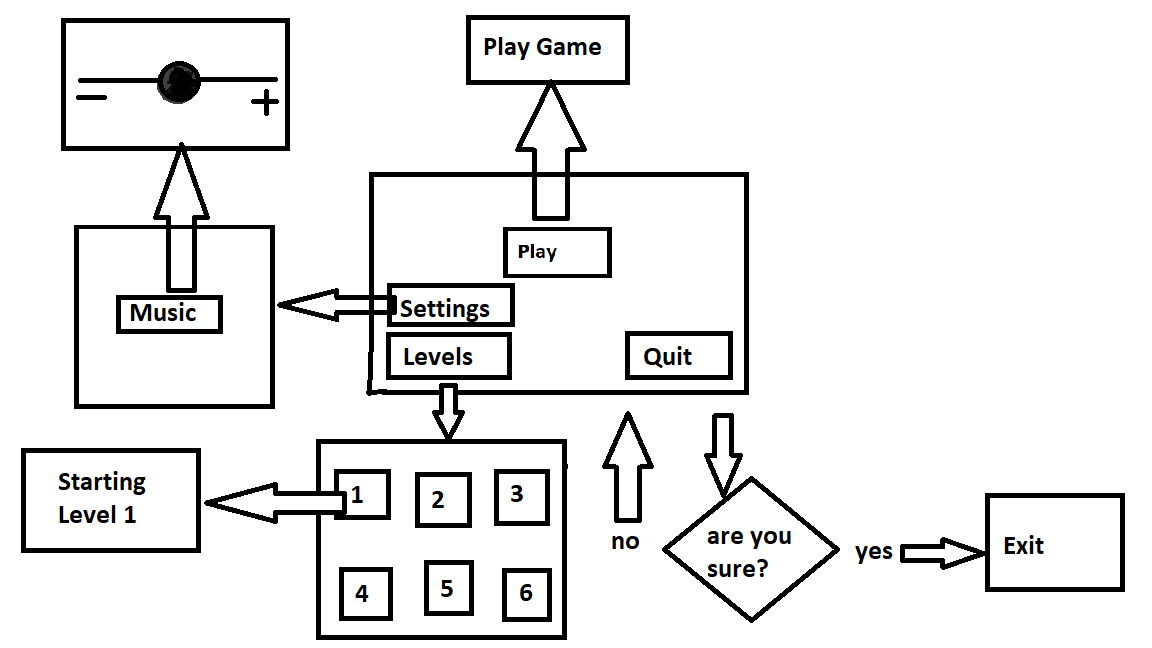 Play Game
−
+
Play
Music
Settings
Levels
Quit
Starting
Level 1
1
2
3
4
5
6
no
are you
sure?
yes
Exit